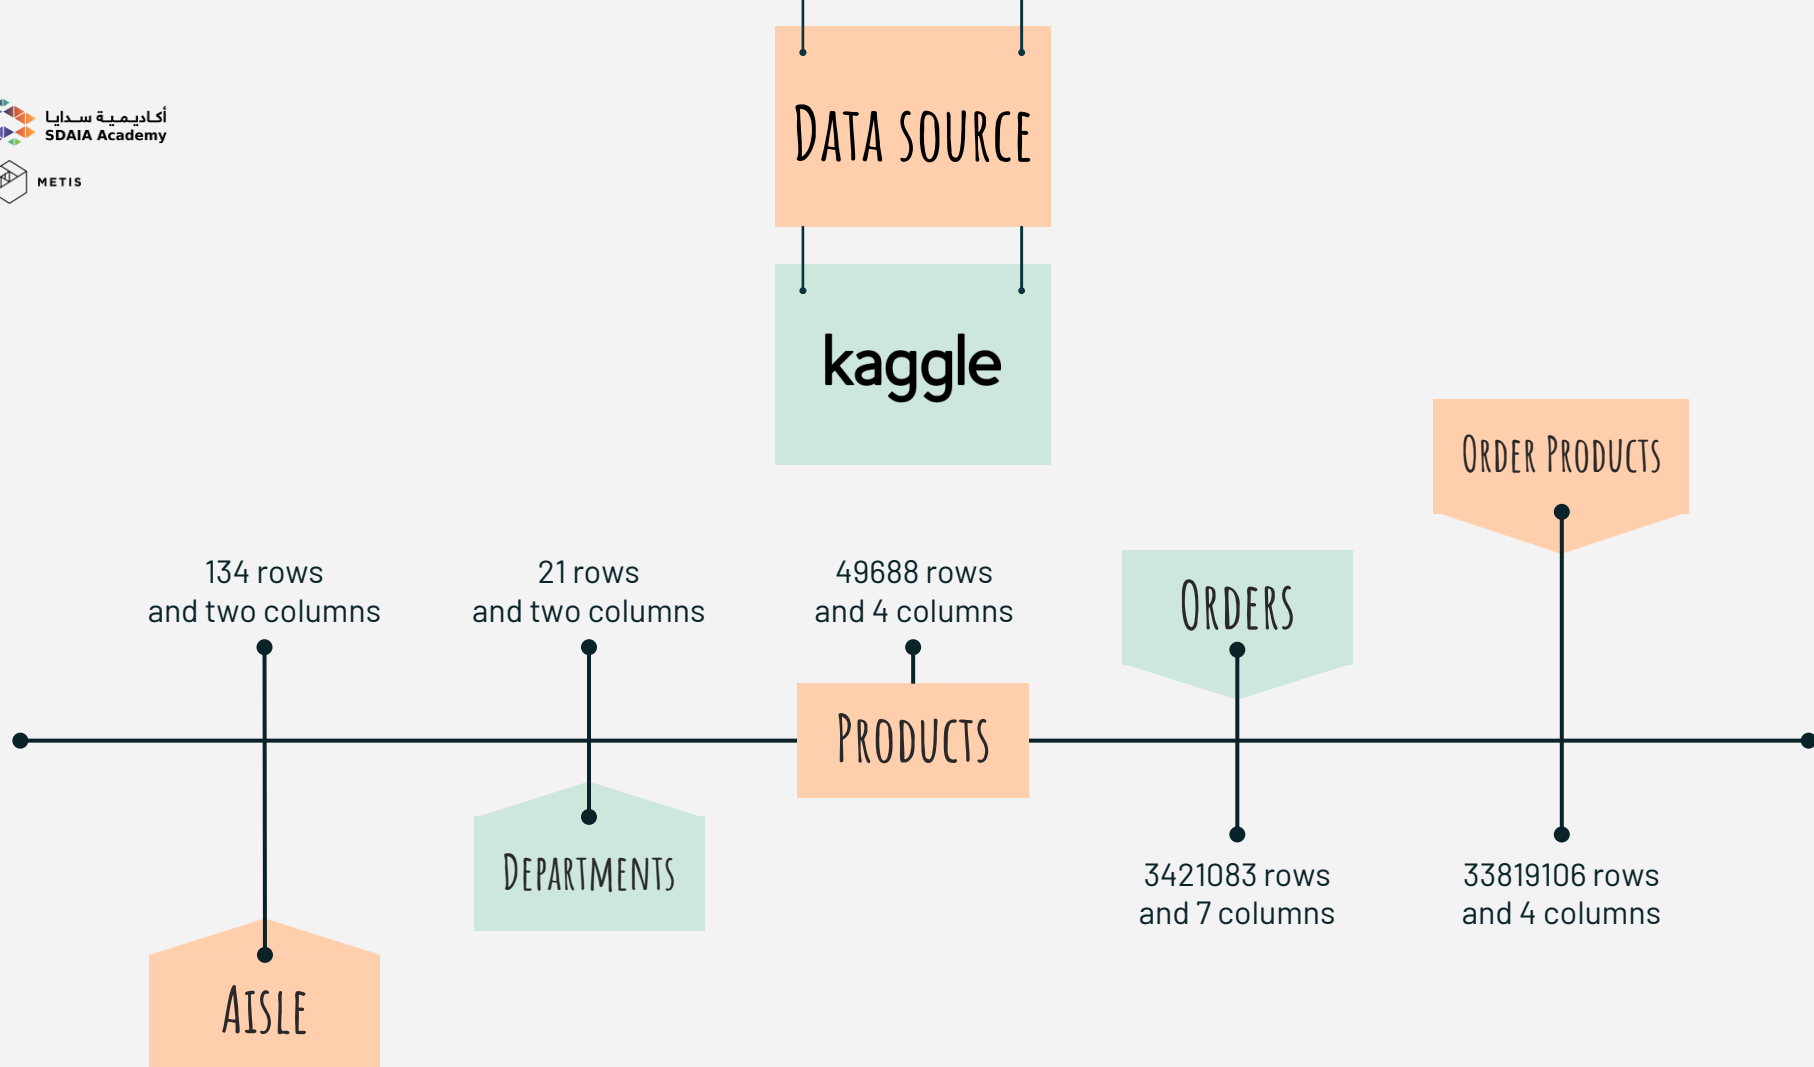 أكاديمية سدايا
SDAIA Academy
METIS
DATA SOURCE
kaggle
134 rows
and two columns
AISLE
21 rows
and two columns
DEPARTMENTS
49688 rows
and 4 columns
PRODUCTS
ORDERS
3421083 rows
and 7 columns
ORDER PRODUCTS
33819106 rows
and 4 columns